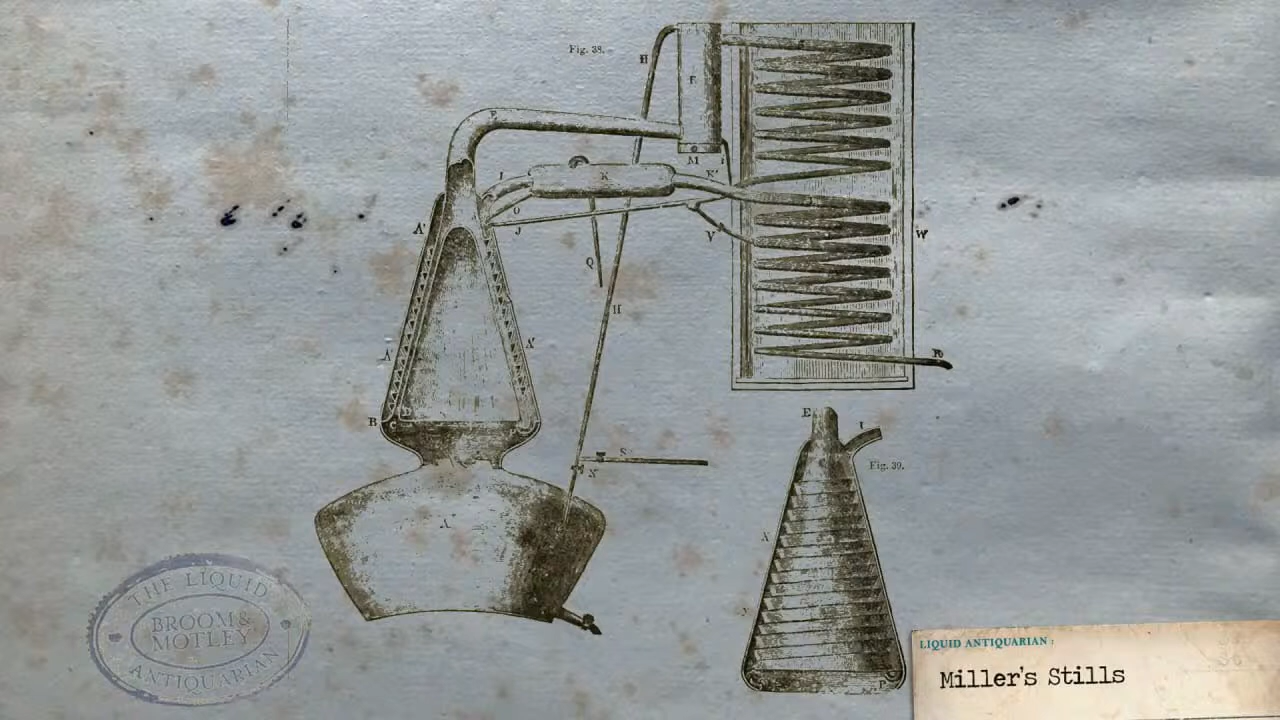 Fig. 38.
H
E
F
M
I
K
K'
O
J
V
A'
W
Q
H
A'
A'
R
B
D
C
E
I
S
N
Fig. 39.
A
X
y
P
THE LIQUID
BROOM &
MOTLEY
ANTIQUARIAN
LIQUID ANTIQUARIAN :
Miller's Stills